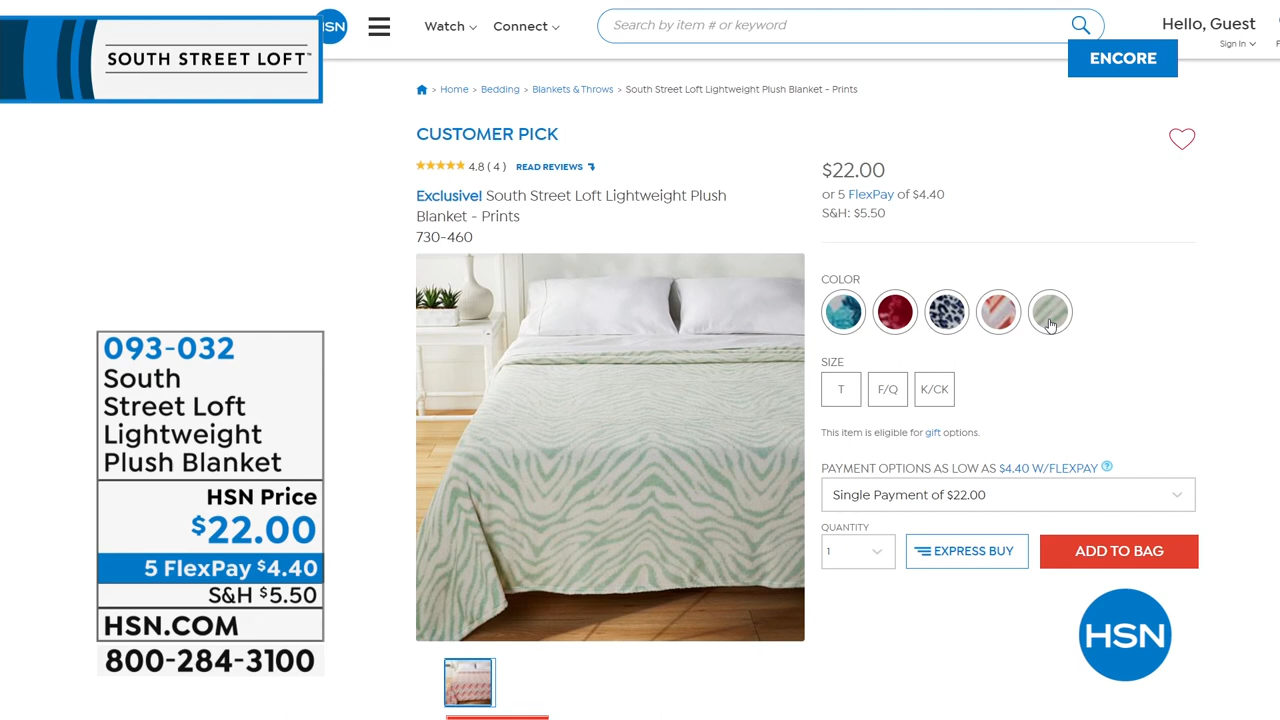 SOUTH STREET LOFT™
HSN
Watch
Connect
Search by item # or keyword
Hello, Guest
Sign In
ENCORE
> Home > Bedding > Blankets & Throws > South Street Loft Lightweight Plush Blanket - Prints
CUSTOMER PICK
4.8 ( 4 ) READ REVIEWS
Exclusive! South Street Loft Lightweight Plush
Blanket - Prints
730-460
$22.00
or 5 FlexPay of $4.40
S&H: $5.50
COLOR
SIZE
T F/Q K/CK
This item is eligible for gift options.
PAYMENT OPTIONS AS LOW AS $4.40 W/FLEXPAY ?
Single Payment of $22.00
QUANTITY
1
EXPRESS BUY
ADD TO BAG
HSN
093-032
South
Street Loft
Lightweight
Plush Blanket
HSN Price
$22.00
5 FlexPay $4.40
S&H $5.50
HSN.COM
800-284-3100